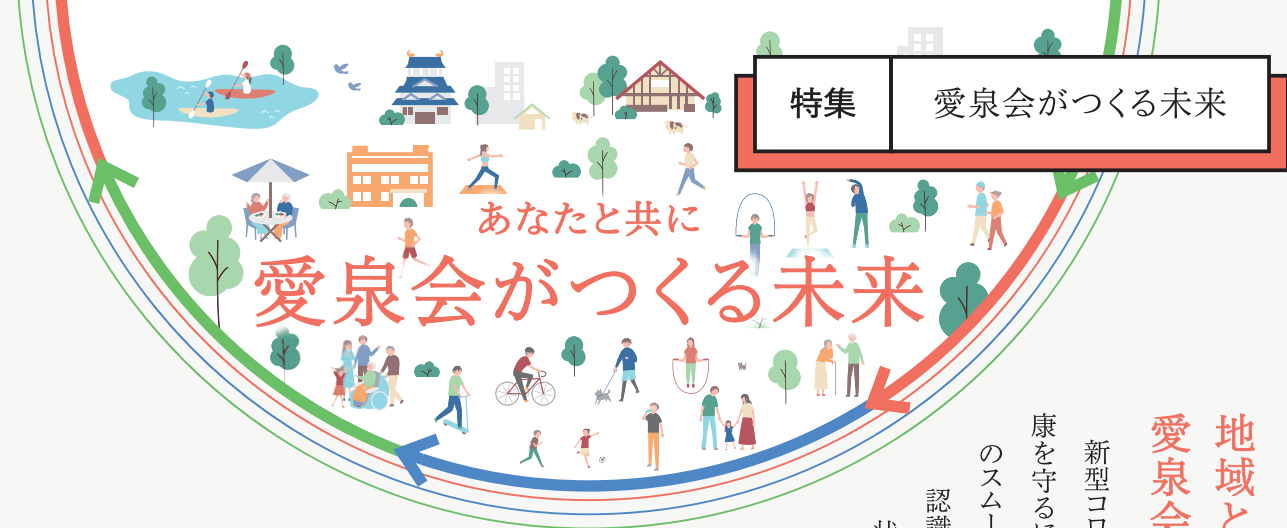 特集
愛泉会がつくる未来
あなたと共に
愛泉会がつくる未来
地域と
愛泉会
新型コロ
康を守る
のスムー
認識